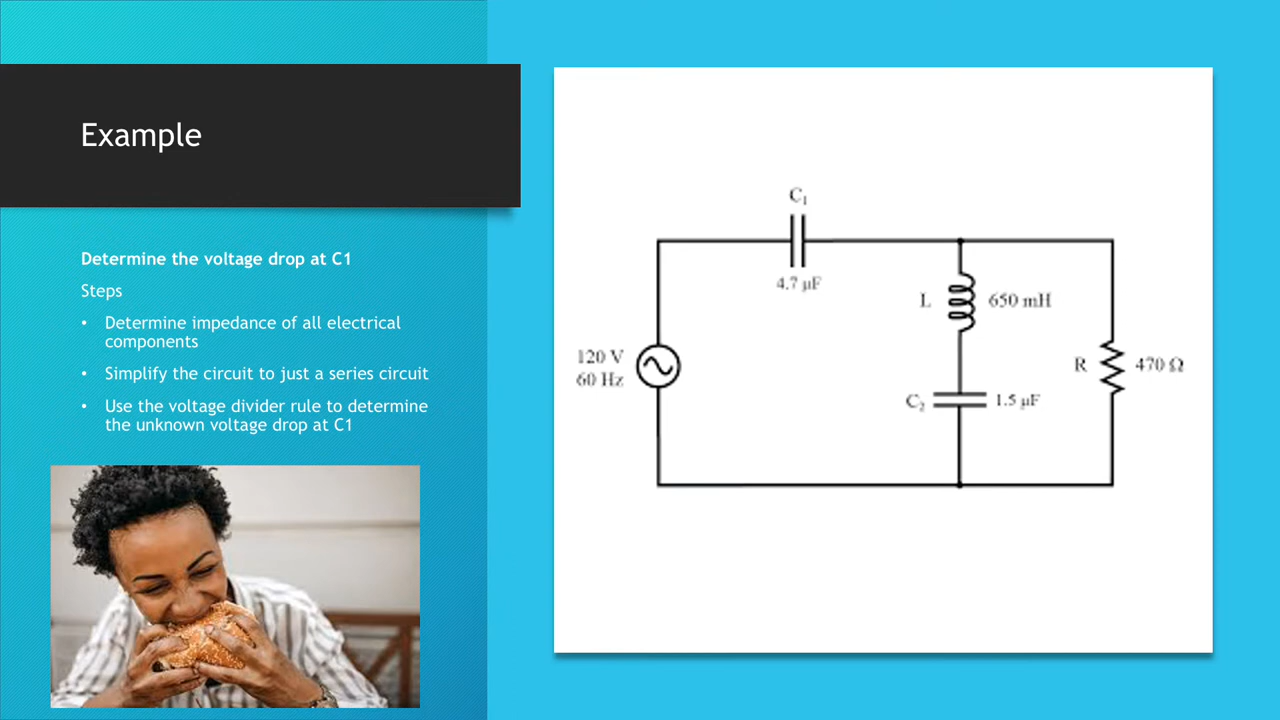 Example
Determine the voltage drop at C1
Steps
• Determine impedance of all electrical
components
• Simplify the circuit to just a series circuit
• Use the voltage divider rule to determine
the unknown voltage drop at C1
C₁
4.7 µF
L 650 mH
120 V
60 Hz
R 470 Ω
C₂ 1.5 µF